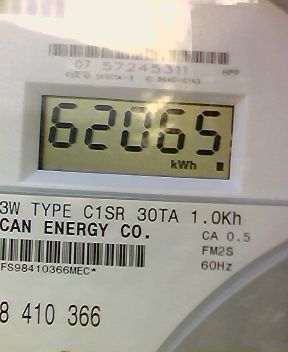 07 57245311 HPF
62065
kWh
3W TYPE C1SR 30TA 1.0Kh
CAN ENERGY CO.
CA 0.5
FM2S
FS98410366MEC*
60Hz
8 410 366